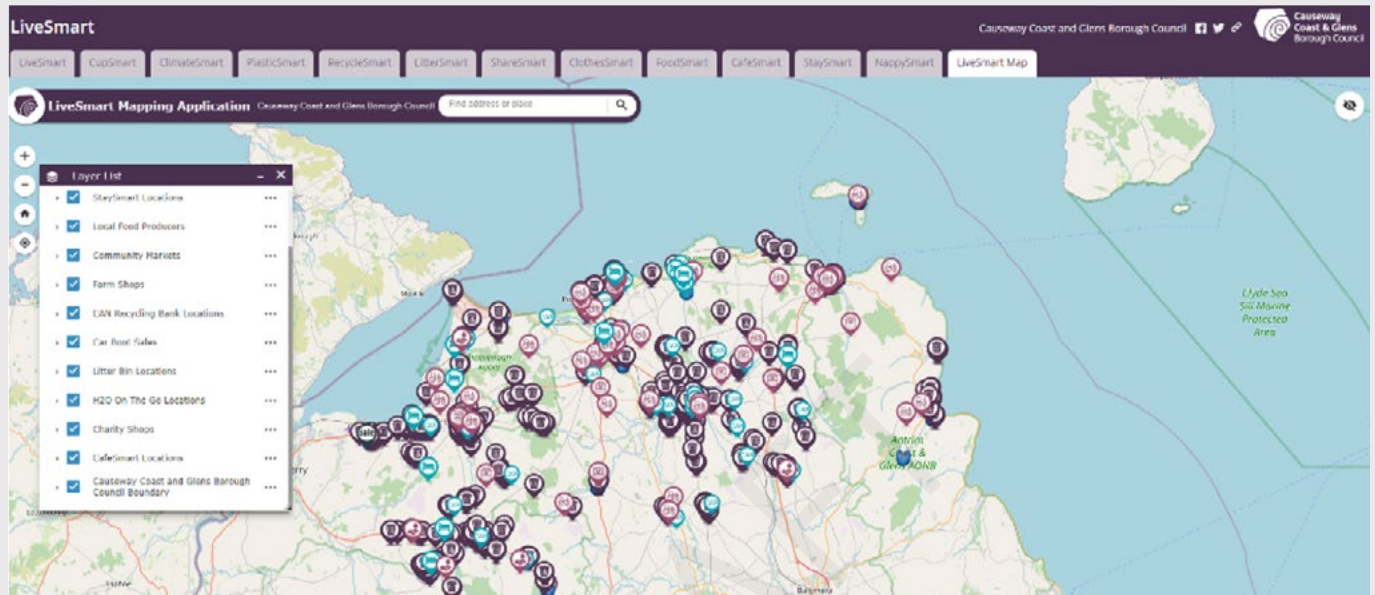 LiveSmart
Causeway Coast and Glens Borough Council
Causeway
Coast & Glens
Borough Council
LiveSmart
CupSmart
ClimateSmart
PlasticSmart
RecycleSmart
LitterSmart
ShareSmart
ClothesSmart
FoodSmart
CafeSmart
StaySmart
NappySmart
LiveSmart Map
LiveSmart Mapping Application
Causeway Coast and Glens Borough Council
Find address or place
Layer List
StaySmart Locations
Local Food Producers
Community Markets
Farm Shops
CAN Recycling Bank Locations
Car Boot Sales
Litter Bin Locations
H2O On The Go Locations
Charity Shops
CafeSmart Locations
Causeway Coast and Glens Borough
Council Boundary
Clyde Sea
Sill Marine
Protected
Area
Antrim
Coast &
Glens AONB
sale
Ballymena